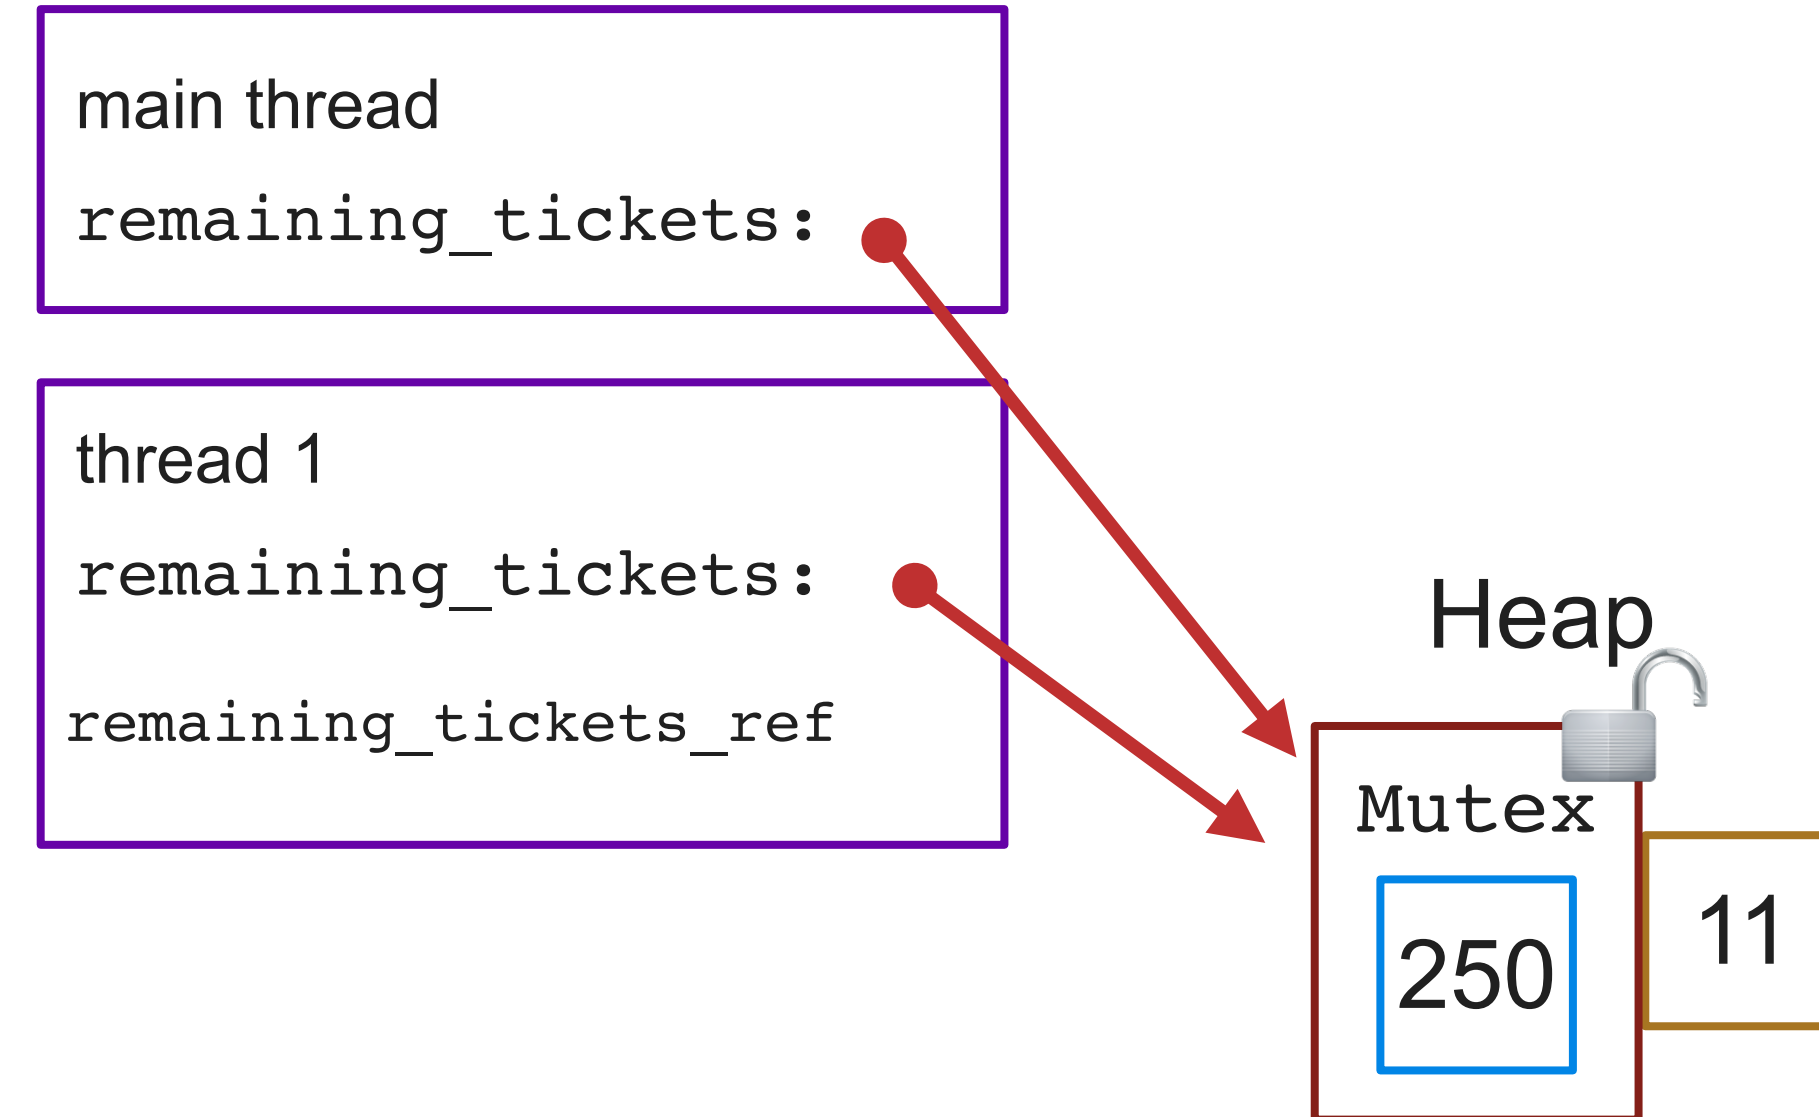 main thread
remaining_tickets:
thread 1
remaining_tickets:
remaining_tickets_ref
Heap
Mutex
250
11